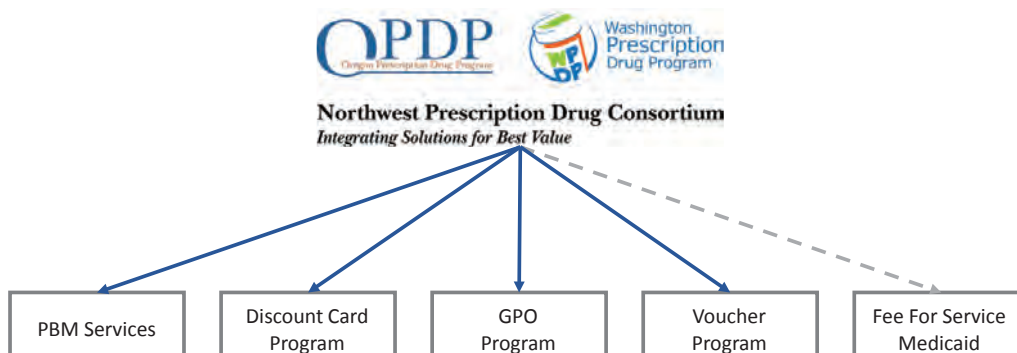 OPDP
Oregon Prescription Drug Program
WPDP
Washington
Prescription
Drug Program
Northwest Prescription Drug Consortium
Integrating Solutions for Best Value
PBM Services
Discount Card
Program
GPO
Program
Voucher
Program
Fee For Service
Medicaid